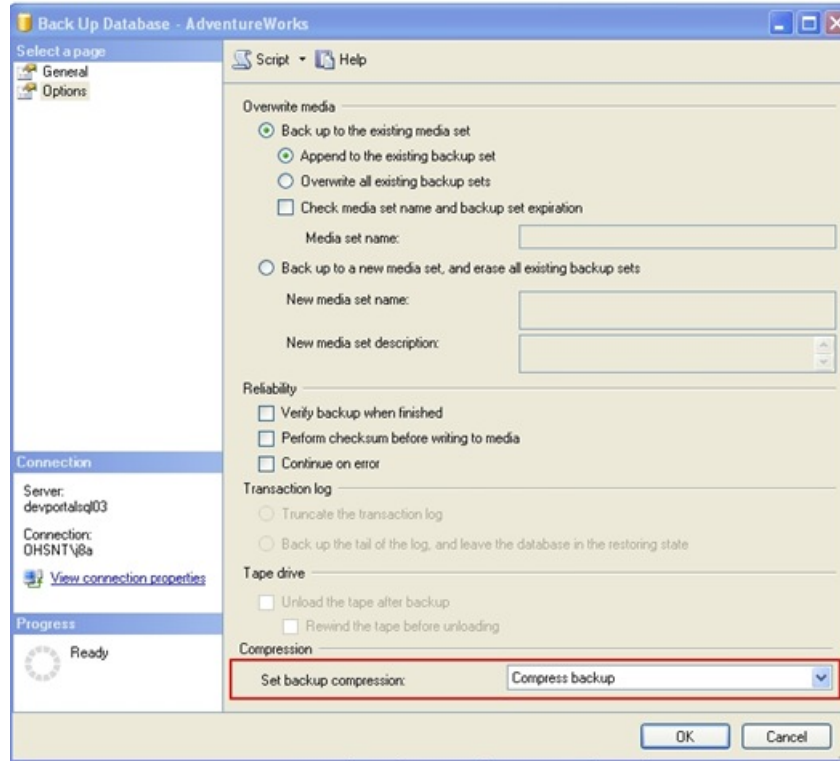 Back Up Database - AdventureWorks
Select a page
General
Options
Script Help
Overwrite media
Back up to the existing media set
Append to the existing backup set
Overwrite all existing backup sets
Check media set name and backup set expiration
Media set name:
Back up to a new media set, and erase all existing backup sets
New media set name:
New media set description:
Reliability
Verify backup when finished
Perform checksum before writing to media
Continue on error
Transaction log
Truncate the transaction log
Back up the tail of the log, and leave the database in the restoring state
Tape drive
Unload the tape after backup
Rewind the tape before unloading
Compression
Set backup compression: Compress backup
Connection
Server:
devportalsql03
Connection:
OHSNT\j8a
View connection properties
Progress
Ready
OK Cancel